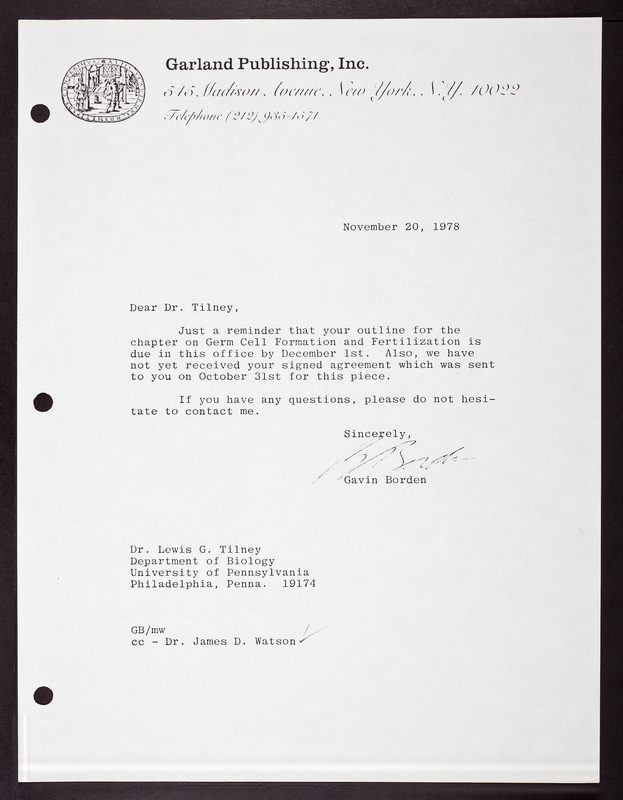 Garland Publishing, Inc.
545 Madison Avenue, New York, N.Y. 10022
Telephone (212) 935-4571
November 20, 1978
Dear Dr. Tilney,
Just a reminder that your outline for the
chapter on Germ Cell Formation and Fertilization is
due in this office by December 1st. Also, we have
not yet received your signed agreement which was sent
to you on October 31st for this piece.
If you have any questions, please do not hesi-
tate to contact me.
Sincerely,
G Borden
Gavin Borden
Dr. Lewis G. Tilney
Department of Biology
University of Pennsylvania
Philadelphia, Penna. 19174
GB/mw
cc - Dr. James D. Watson